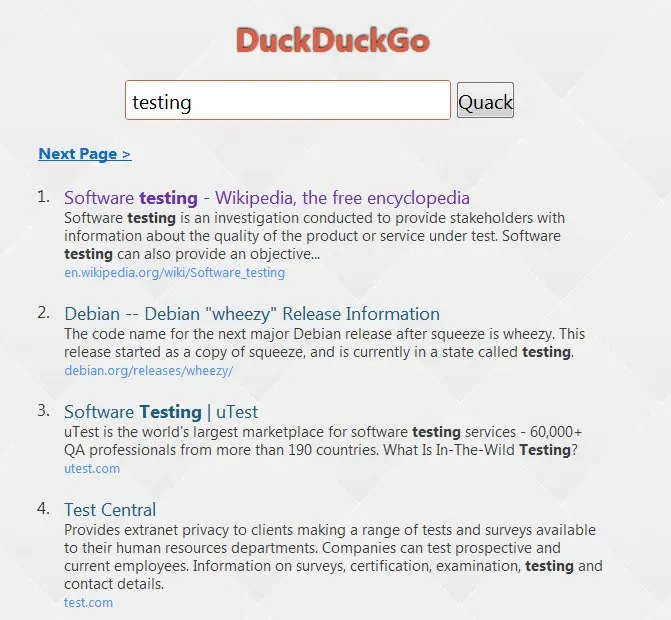 DuckDuckGo
testing
Quack
Next Page >
1. Software testing - Wikipedia, the free encyclopedia
Software testing is an investigation conducted to provide stakeholders with
information about the quality of the product or service under test. Software
testing can also provide an objective...
en.wikipedia.org/wiki/Software_testing
2. Debian -- Debian "wheezy" Release Information
The code name for the next major Debian release after squeeze is wheezy. This
release started as a copy of squeeze, and is currently in a state called testing.
debian.org/releases/wheezy/
3. Software Testing | uTest
uTest is the world's largest marketplace for software testing services - 60,000+
QA professionals from more than 190 countries. What Is In-The-Wild Testing?
utest.com
4. Test Central
Provides extranet privacy to clients making a range of tests and surveys available
to their human resources departments. Companies can test prospective and
current employees. Information on surveys, certification, examination, testing and
contact details.
test.com